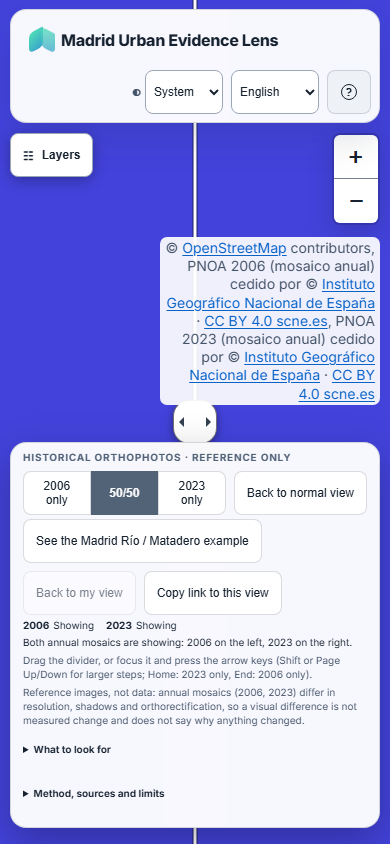 Madrid Urban Evidence Lens
System English ?
Layers
+
−
© OpenStreetMap contributors,
PNOA 2006 (mosaico anual)
cedido por © Instituto
Geográfico Nacional de España
· CC BY 4.0 scne.es, PNOA
2023 (mosaico anual) cedido
por © Instituto Geográfico
Nacional de España · CC BY
4.0 scne.es
HISTORICAL ORTHOPHOTOS · REFERENCE ONLY
2006 only 50/50 2023 only Back to normal view
See the Madrid Río / Matadero example
Back to my view Copy link to this view
2006 Showing 2023 Showing
Both annual mosaics are showing: 2006 on the left, 2023 on the right.
Drag the divider, or focus it and press the arrow keys (Shift or Page
Up/Down for larger steps; Home: 2023 only, End: 2006 only).
Reference images, not data: annual mosaics (2006, 2023) differ in
resolution, shadows and orthorectification, so a visual difference is not
measured change and does not say why anything changed.
What to look for
Method, sources and limits